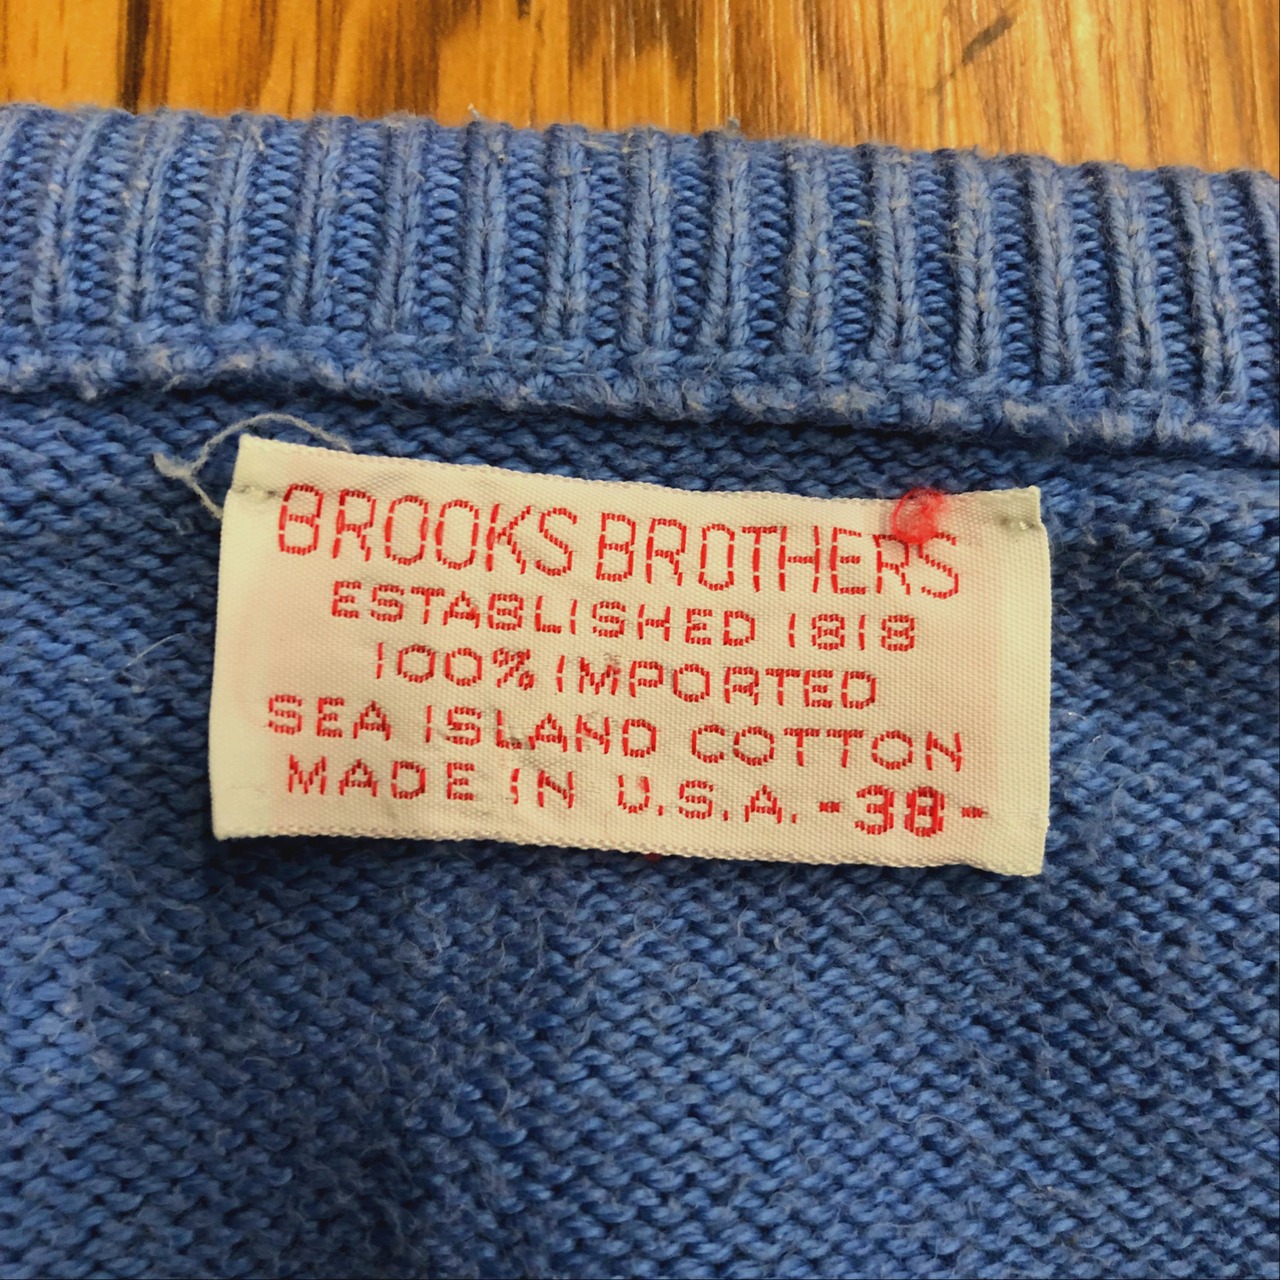 BROOKS BROTHERS
ESTABLISHED 1818
100% IMPORTED
SEA ISLAND COTTON
MADE IN U.S.A. -38-